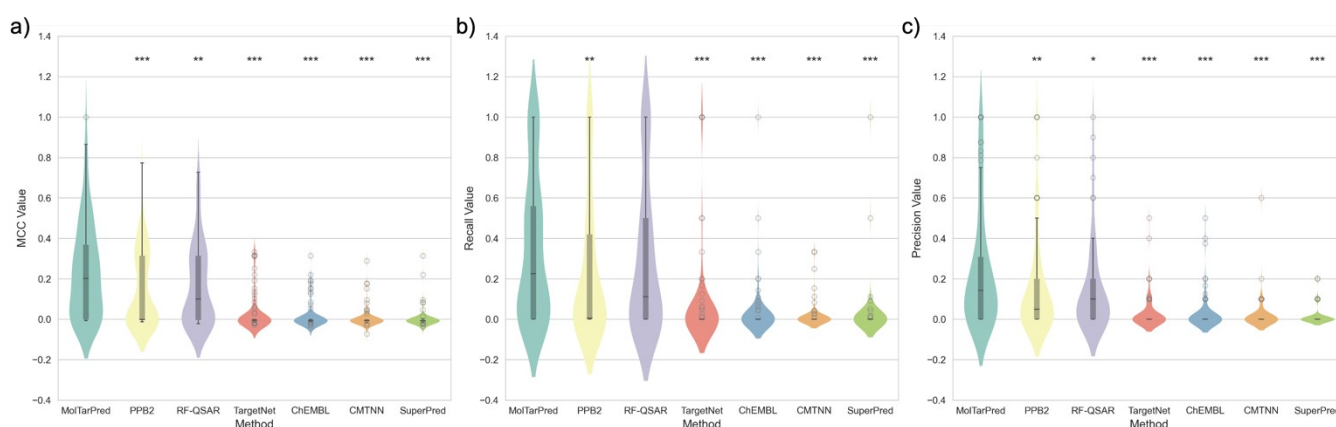 a)
1.4
1.2
1.0
0.8
0.6
0.4
0.2
0.0
−0.2
−0.4
MCC Value
*** ** *** *** *** ***
MolTarPred PPB2 RF-QSAR TargetNet ChEMBL CMTNN SuperPred
Method
b)
1.4
1.2
1.0
0.8
0.6
0.4
0.2
0.0
−0.2
−0.4
Recall Value
** *** *** *** ***
MolTarPred PPB2 RF-QSAR TargetNet ChEMBL CMTNN SuperPred
Method
c)
1.4
1.2
1.0
0.8
0.6
0.4
0.2
0.0
−0.2
−0.4
Precision Value
** * *** *** *** ***
MolTarPred PPB2 RF-QSAR TargetNet ChEMBL CMTNN SuperPred
Method